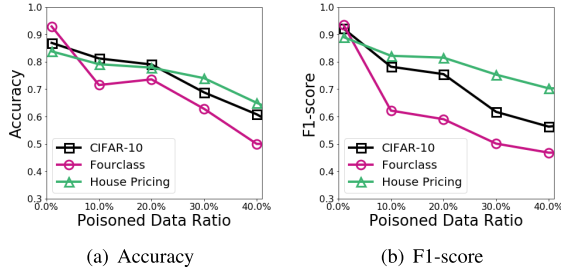 1.0
0.9
0.8
0.7
0.6
0.5
0.4
0.3
Accuracy
CIFAR-10
Fourclass
House Pricing
0.0% 10.0% 20.0% 30.0% 40.0%
Poisoned Data Ratio
(a) Accuracy
1.0
0.9
0.8
0.7
0.6
0.5
0.4
0.3
F1-score
CIFAR-10
Fourclass
House Pricing
0.0% 10.0% 20.0% 30.0% 40.0%
Poisoned Data Ratio
(b) F1-score